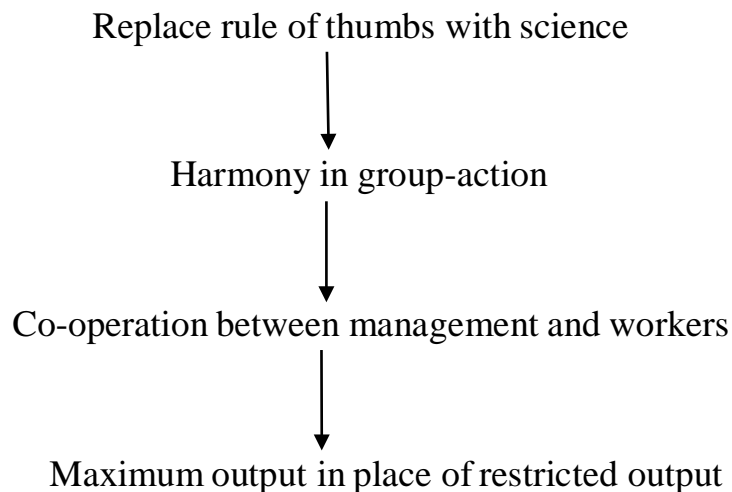 Replace rule of thumbs with science
Harmony in group-action
Co-operation between management and workers
Maximum output in place of restricted output